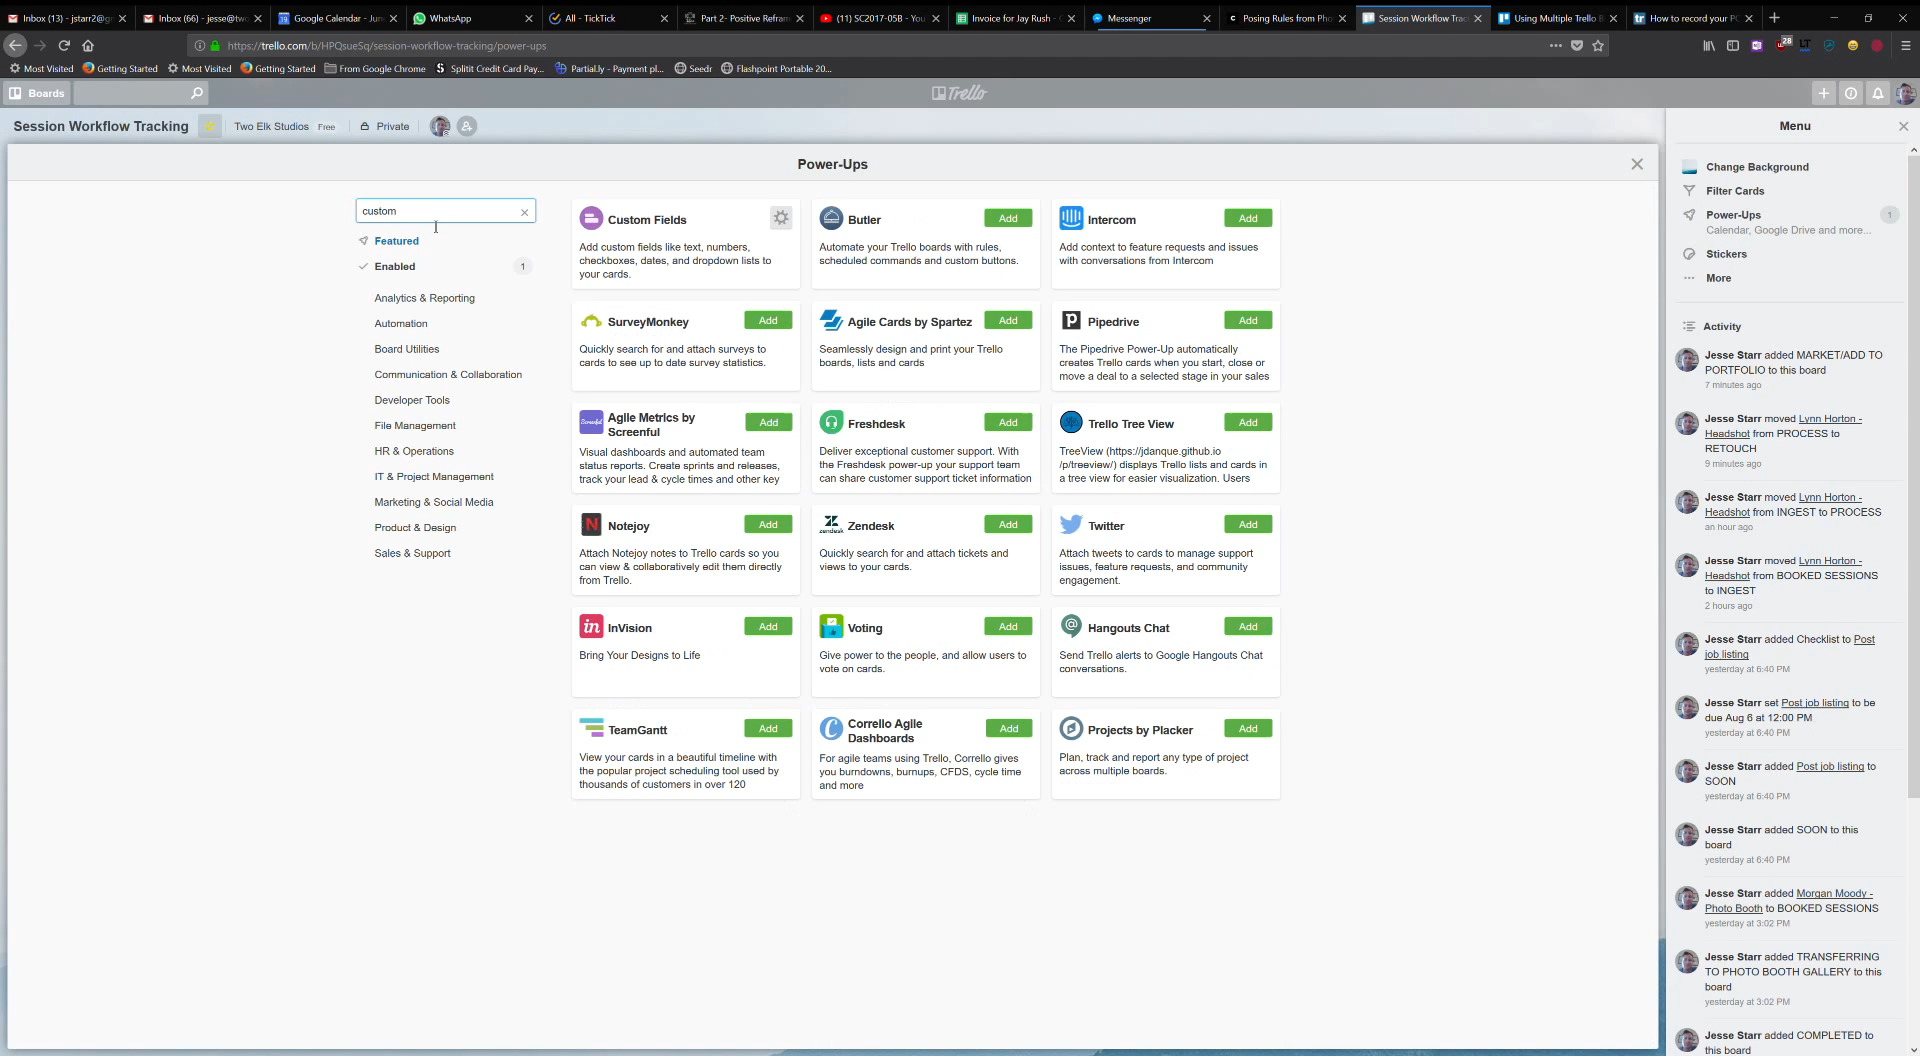 Inbox (13) - jstarr2@gr
Inbox (66) - jesse@tw
Google Calendar - Jun
WhatsApp
All - TickTick
Part 2- Positive Refram
(11) SC2017-05B - You
Invoice for Jay Rush - G
Messenger
Posing Rules from Pho
Session Workflow Trac
Using Multiple Trello B
How to record your PC
https://trello.com/b/HPQsueSq/session-workflow-tracking/power-ups
28
Most Visited
Getting Started
Most Visited
Getting Started
From Google Chrome
Splitit Credit Card Pay...
Partial.ly - Payment pl...
Seedr
Flashpoint Portable 20...
Boards
Trello
Session Workflow Tracking
Two Elk Studios Free
Private
Power-Ups
custom
Featured
Enabled 1
Analytics & Reporting
Automation
Board Utilities
Communication & Collaboration
Developer Tools
File Management
HR & Operations
IT & Project Management
Marketing & Social Media
Product & Design
Sales & Support
Custom Fields
Add custom fields like text, numbers,
checkboxes, dates, and dropdown lists to
your cards.
Butler
Add
Automate your Trello boards with rules,
scheduled commands and custom buttons.
Intercom
Add
Add context to feature requests and issues
with conversations from Intercom
SurveyMonkey
Add
Quickly search for and attach surveys to
cards to see up to date survey statistics.
Agile Cards by Spartez
Add
Seamlessly design and print your Trello
boards, lists and cards
Pipedrive
Add
The Pipedrive Power-Up automatically
creates Trello cards when you start, close or
move a deal to a selected stage in your sales
Agile Metrics by
Screenful
Add
Visual dashboards and automated team
status reports. Create sprints and releases,
track your lead & cycle times and other key
Freshdesk
Add
Deliver exceptional customer support. With
the Freshdesk power-up your support team
can share customer support ticket information
Trello Tree View
Add
TreeView (https://jdanque.github.io
/p/treeview/) displays Trello lists and cards in
a tree view for easier visualization. Users
Notejoy
Add
Attach Notejoy notes to Trello cards so you
can view & collaboratively edit them directly
from Trello.
Zendesk
Add
Quickly search for and attach tickets and
views to your cards.
Twitter
Add
Attach tweets to cards to manage support
issues, feature requests, and community
engagement.
InVision
Add
Bring Your Designs to Life
Voting
Add
Give power to the people, and allow users to
vote on cards.
Hangouts Chat
Add
Send Trello alerts to Google Hangouts Chat
conversations.
TeamGantt
Add
View your cards in a beautiful timeline with
the popular project scheduling tool used by
thousands of customers in over 120
Corrello Agile
Dashboards
Add
For agile teams using Trello, Corrello gives
you burndowns, burnups, CFDS, cycle time
and more
Projects by Placker
Add
Plan, track and report any type of project
across multiple boards.
Menu
Change Background
Filter Cards
Power-Ups 1
Calendar, Google Drive and more...
Stickers
More
Activity
Jesse Starr added MARKET/ADD TO
PORTFOLIO to this board
7 minutes ago
Jesse Starr moved Lynn Horton -
Headshot from PROCESS to
RETOUCH
9 minutes ago
Jesse Starr moved Lynn Horton -
Headshot from INGEST to PROCESS
an hour ago
Jesse Starr moved Lynn Horton -
Headshot from BOOKED SESSIONS
to INGEST
2 hours ago
Jesse Starr added Checklist to Post
job listing
yesterday at 6:40 PM
Jesse Starr set Post job listing to be
due Aug 6 at 12:00 PM
yesterday at 6:40 PM
Jesse Starr added Post job listing to
SOON
yesterday at 6:40 PM
Jesse Starr added SOON to this
board
yesterday at 6:40 PM
Jesse Starr added Morgan Moody -
Photo Booth to BOOKED SESSIONS
yesterday at 3:02 PM
Jesse Starr added TRANSFERRING
TO PHOTO BOOTH GALLERY to this
board
yesterday at 3:02 PM
Jesse Starr added COMPLETED to
this board